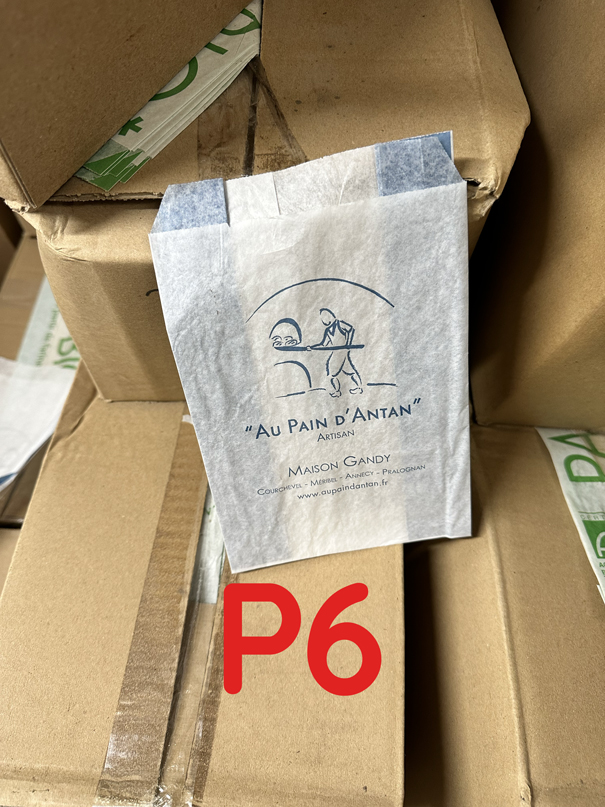 "AU PAIN D'ANTAN"
ARTISAN
MAISON GANDY
COURCHEVEL - MÉRIBEL - ANNECY - PRALOGNAN
www.aupaindantan.fr
P6